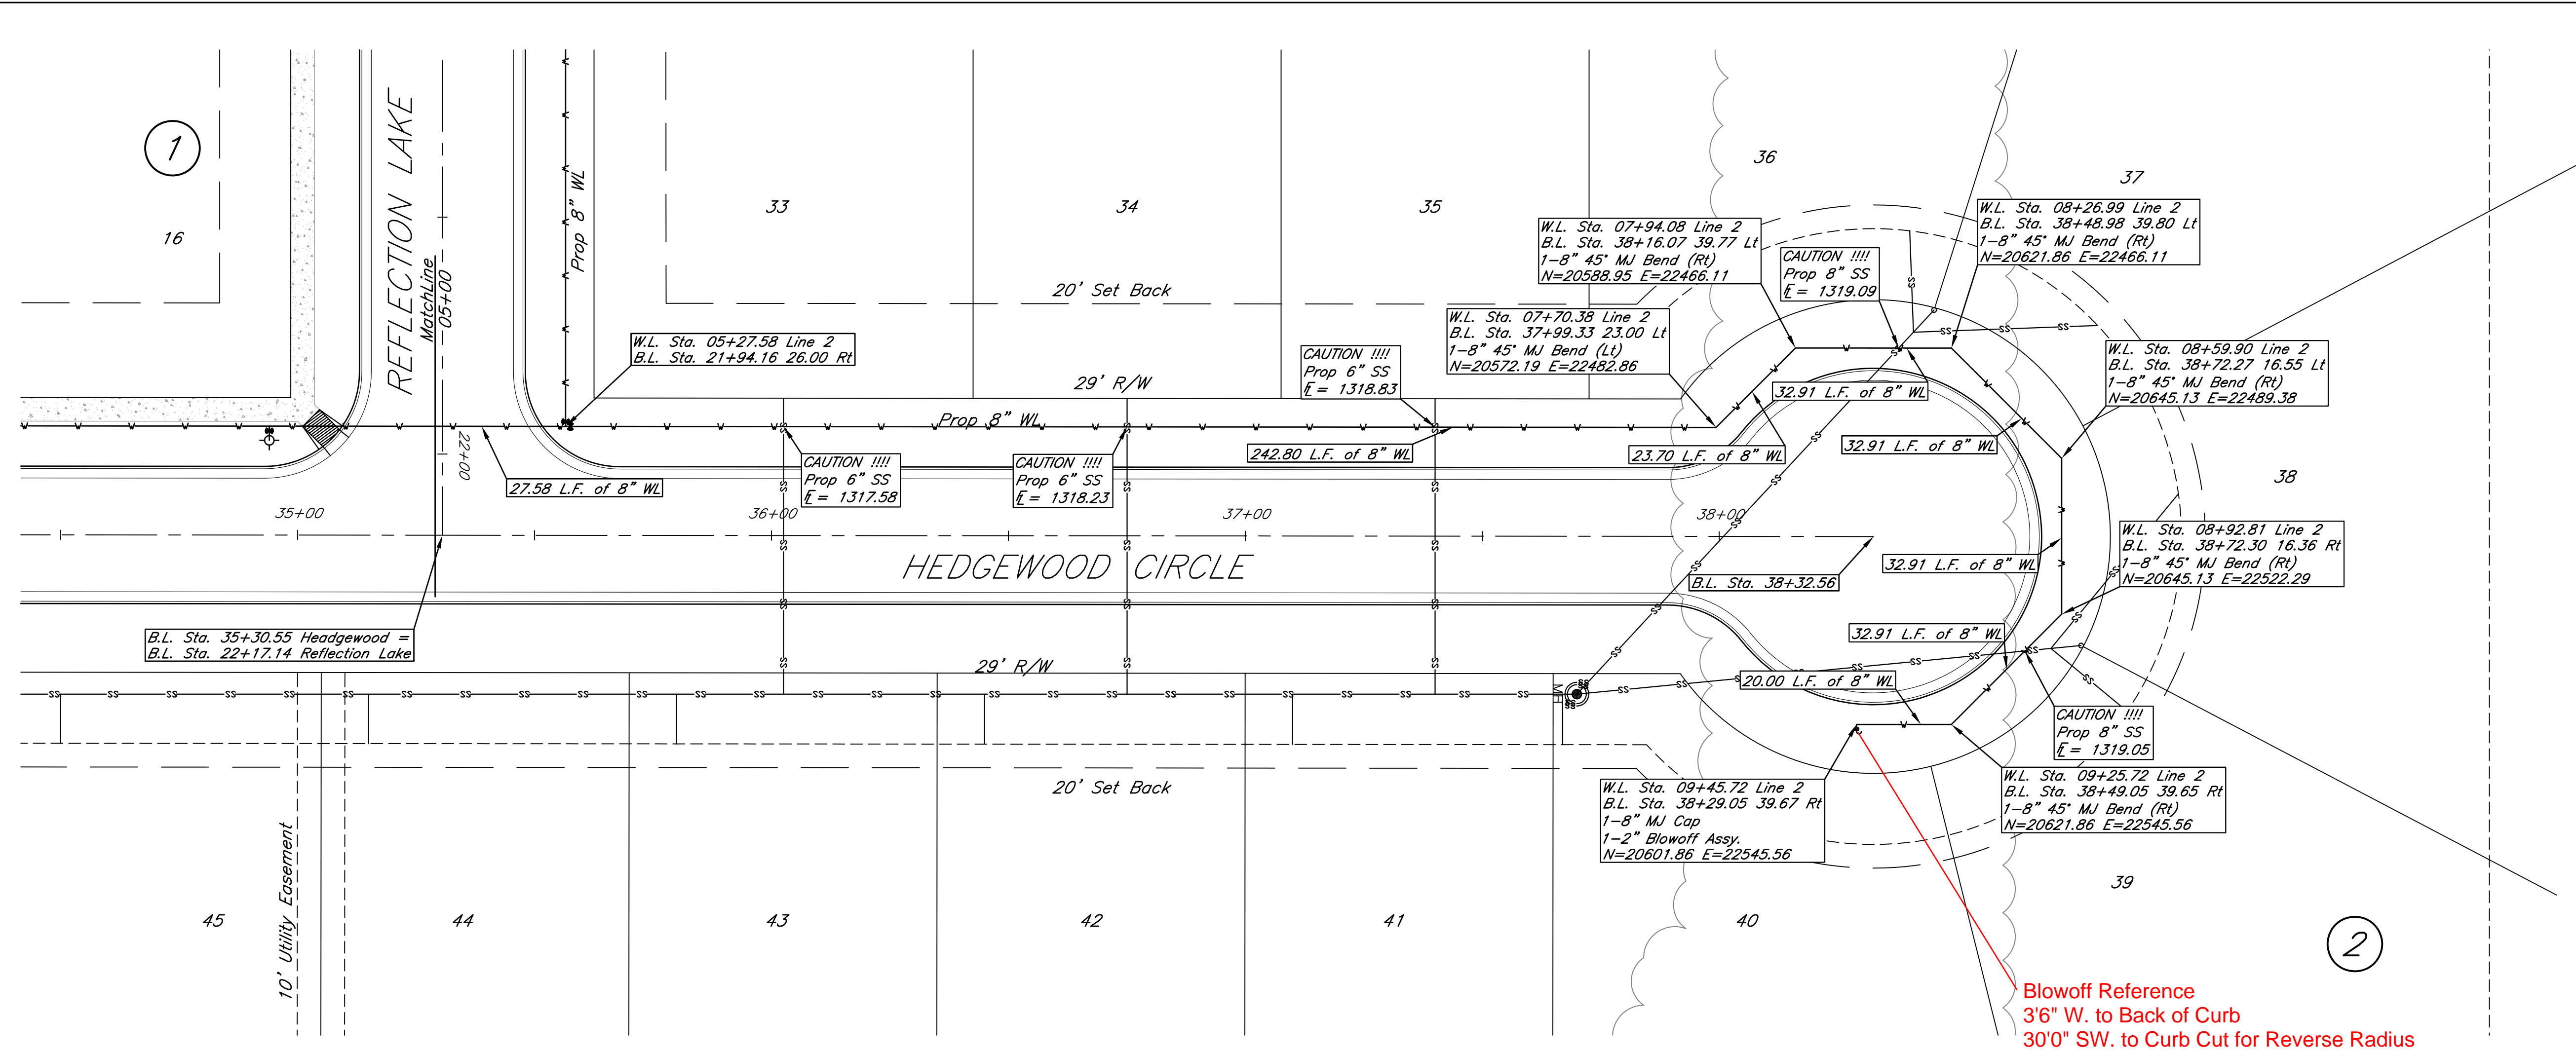 1
16
REFLECTION LAKE
MatchLine
05+00
22+00
Prop 8" WL
33
34
35
36
37
38
39
40
41
42
43
44
45
2
20' Set Back
29' R/W
Prop 8" WL
W.L. Sta. 05+27.58 Line 2
B.L. Sta. 21+94.16 26.00 Rt
CAUTION !!!!
Prop 6" SS
FL = 1318.83
W.L. Sta. 07+94.08 Line 2
B.L. Sta. 38+16.07 39.77 Lt
1-8" 45° MJ Bend (Rt)
N=20588.95 E=22466.11
W.L. Sta. 07+70.38 Line 2
B.L. Sta. 37+99.33 23.00 Lt
1-8" 45° MJ Bend (Lt)
N=20572.19 E=22482.86
CAUTION !!!!
Prop 8" SS
FL = 1319.09
W.L. Sta. 08+26.99 Line 2
B.L. Sta. 38+48.98 39.80 Lt
1-8" 45° MJ Bend (Rt)
N=20621.86 E=22466.11
W.L. Sta. 08+59.90 Line 2
B.L. Sta. 38+72.27 16.55 Lt
1-8" 45° MJ Bend (Rt)
N=20645.13 E=22489.38
W.L. Sta. 08+92.81 Line 2
B.L. Sta. 38+72.30 16.36 Rt
1-8" 45° MJ Bend (Rt)
N=20645.13 E=22522.29
27.58 L.F. of 8" WL
CAUTION !!!!
Prop 6" SS
FL = 1317.58
CAUTION !!!!
Prop 6" SS
FL = 1318.23
242.80 L.F. of 8" WL
23.70 L.F. of 8" WL
32.91 L.F. of 8" WL
32.91 L.F. of 8" WL
32.91 L.F. of 8" WL
32.91 L.F. of 8" WL
20.00 L.F. of 8" WL
35+00
36+00
37+00
38+00
HEDGEWOOD CIRCLE
B.L. Sta. 38+32.56
B.L. Sta. 35+30.55 Headgewood =
B.L. Sta. 22+17.14 Reflection Lake
29' R/W
MH
20' Set Back
10' Utility Easement
CAUTION !!!!
Prop 8" SS
FL = 1319.05
W.L. Sta. 09+45.72 Line 2
B.L. Sta. 38+29.05 39.67 Rt
1-8" MJ Cap
1-2" Blowoff Assy.
N=20601.86 E=22545.56
W.L. Sta. 09+25.72 Line 2
B.L. Sta. 38+49.05 39.65 Rt
1-8" 45° MJ Bend (Rt)
N=20621.86 E=22545.56
Blowoff Reference
3'6" W. to Back of Curb
30'0" SW. to Curb Cut for Reverse Radius